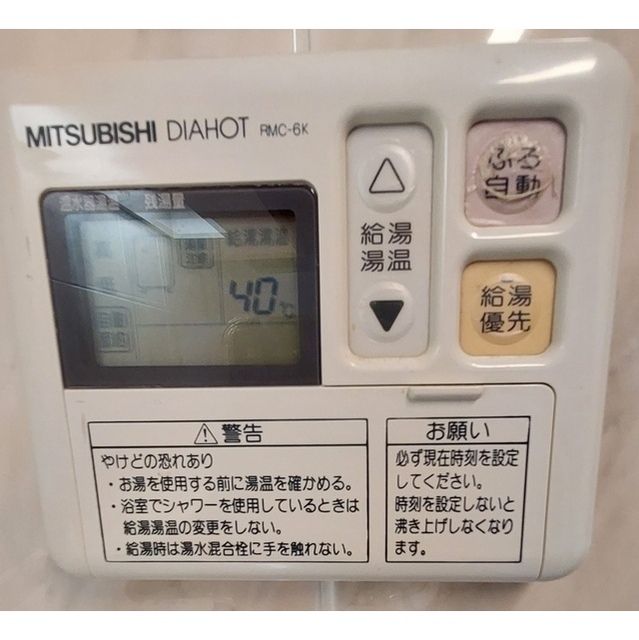 MITSUBISHI DIAHOT RMC-6K
残湯量
給湯湯温
40℃
給湯
湯温
ふろ
自動
給湯
優先
⚠警告
やけどの恐れあり
・お湯を使用する前に湯温を確かめる。
・浴室でシャワーを使用しているときは
給湯湯温の変更をしない。
・給湯時は湯水混合栓に手を触れない。
お願い
必ず現在時刻を設定
してください。
時刻を設定しないと
沸き上げしなくなり
ます。